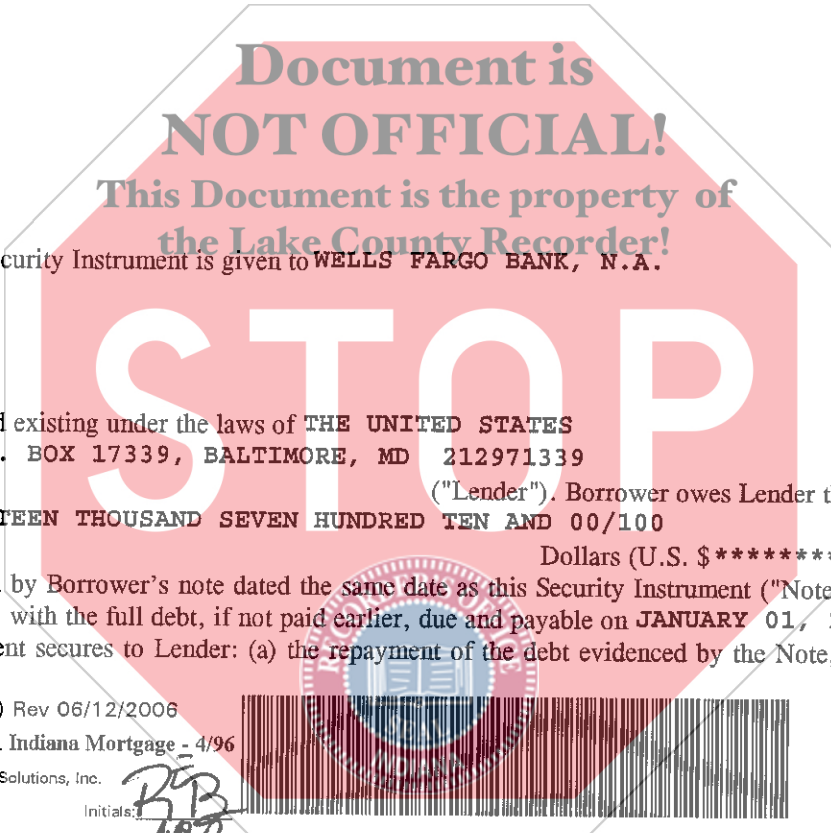 Document is
NOT OFFICIAL!
This Document is the property of
the Lake County Recorder!
curity Instrument is given to WELLS FARGO BANK, N.A.
STOP
existing under the laws of THE UNITED STATES
. BOX 17339, BALTIMORE, MD 212971339
("Lender"). Borrower owes Lender t
TEEN THOUSAND SEVEN HUNDRED TEN AND 00/100
Dollars (U.S. $********
by Borrower's note dated the same date as this Security Instrument ("Note
with the full debt, if not paid earlier, due and payable on JANUARY 01,
ent secures to Lender: (a) the repayment of the debt evidenced by the Note,
RECORDER'S OFFICE
SEAL
INDIANA
) Rev 06/12/2006
Indiana Mortgage - 4/96
Solutions, Inc.
Initials: REB